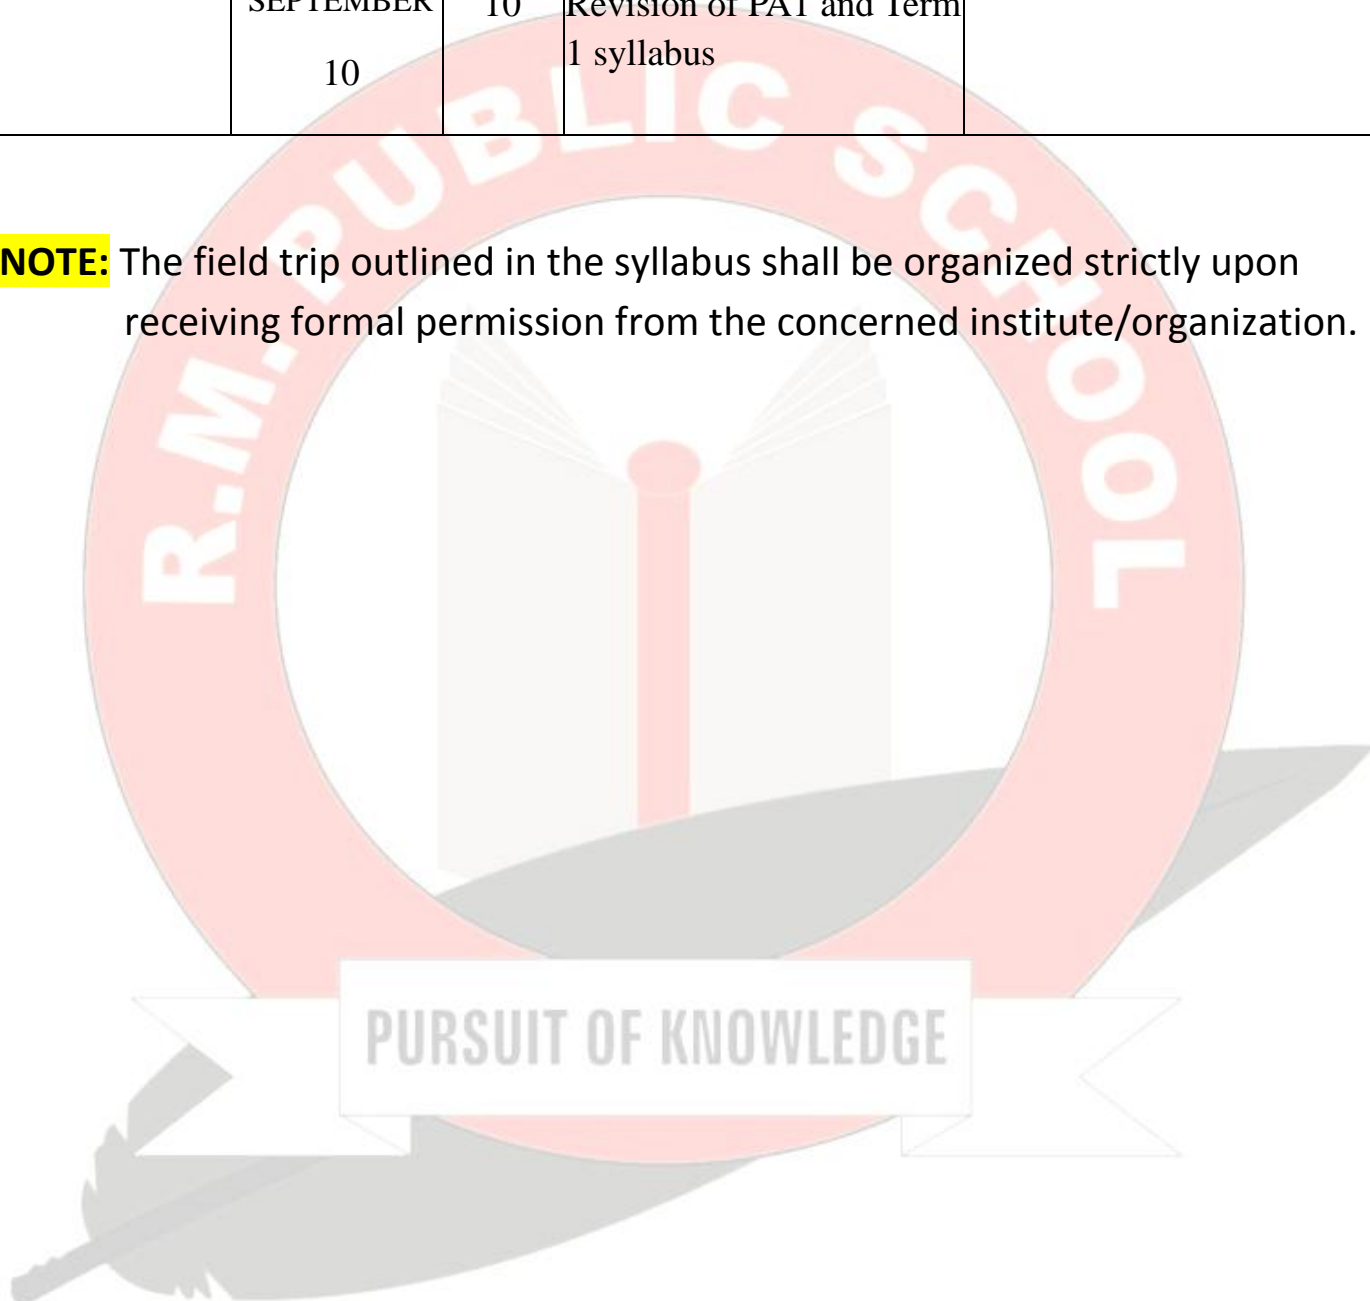 SEPTEMBER 10 Revision of PAT and Term
1 syllabus
10
NOTE: The field trip outlined in the syllabus shall be organized strictly upon
receiving formal permission from the concerned institute/organization.
R.M. PUBLIC SCHOOL
PURSUIT OF KNOWLEDGE